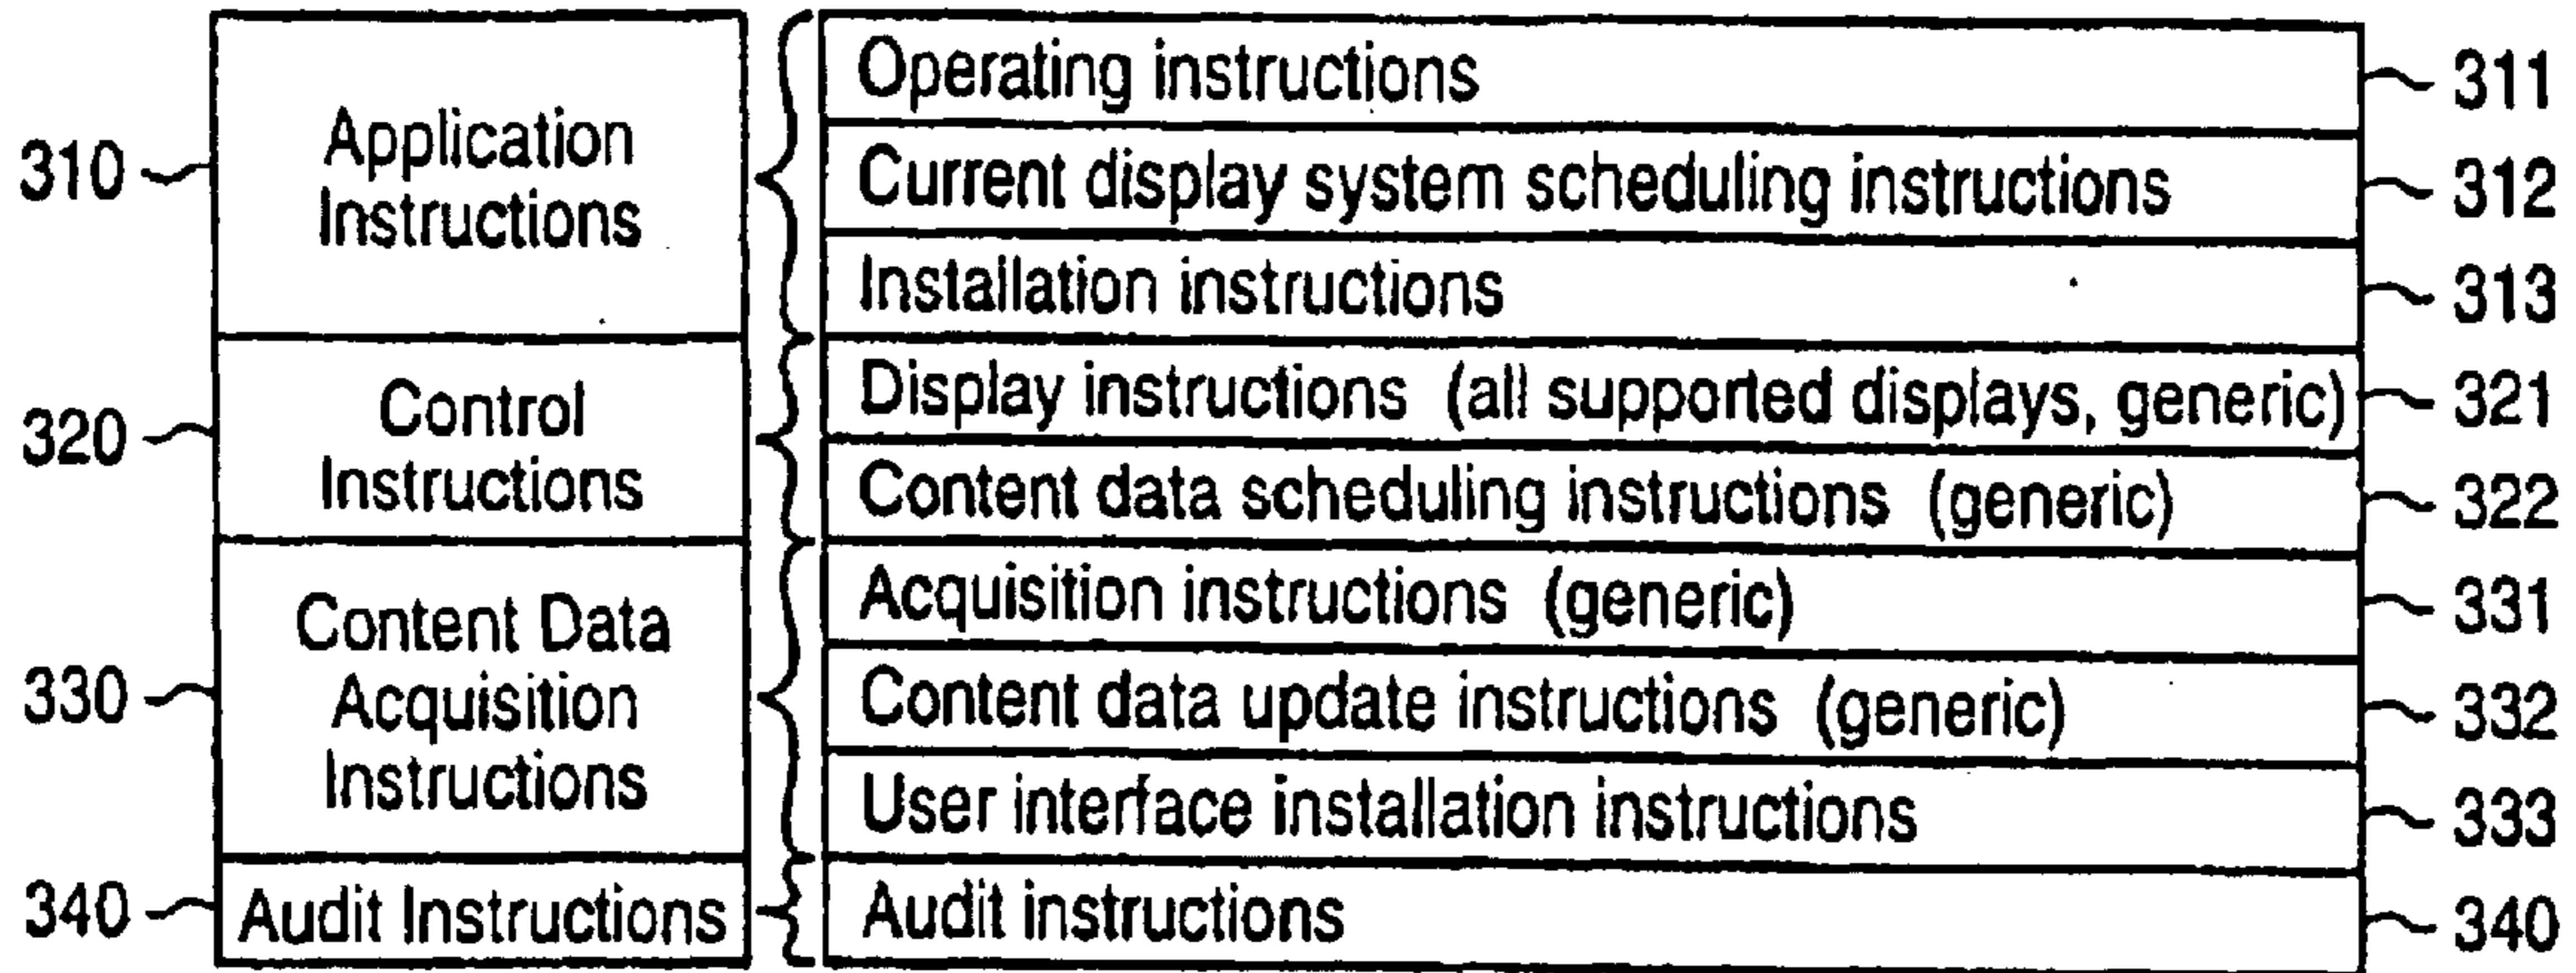 310
Application
Instructions
320
Control
Instructions
330
Content Data
Acquisition
Instructions
340
Audit Instructions
Operating instructions
311
Current display system scheduling instructions
312
Installation instructions
313
Display instructions (all supported displays, generic)
321
Content data scheduling instructions (generic)
322
Acquisition instructions (generic)
331
Content data update instructions (generic)
332
User interface installation instructions
333
Audit instructions
340